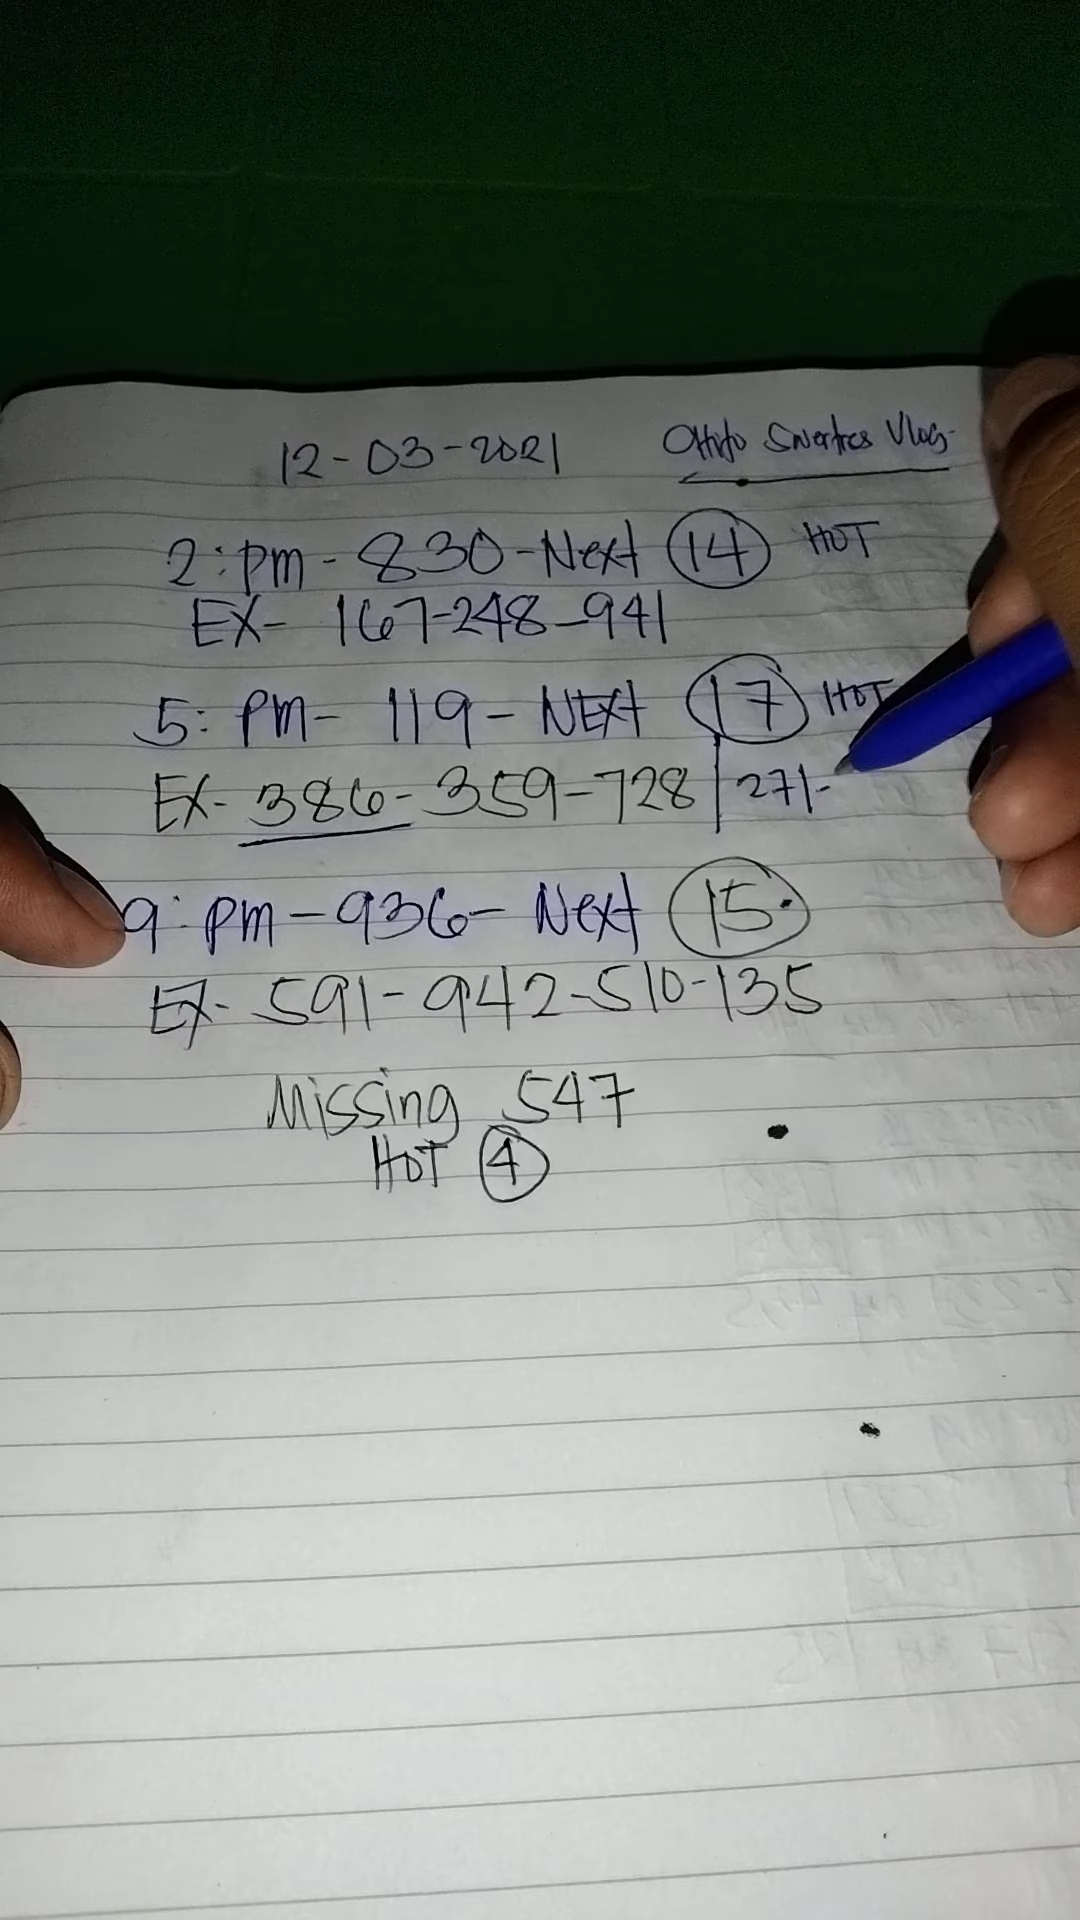 12-03-2021 Swertres Vlog-
2:pm-830-Next 14 HOT
EX- 167-248-941
5: pm- 119- NEXt 17 HOT
EX- 386-359-728 | 271-
9:pm-936- Next 15
EX- 591-942-510-135
Missing 547
HOT 4